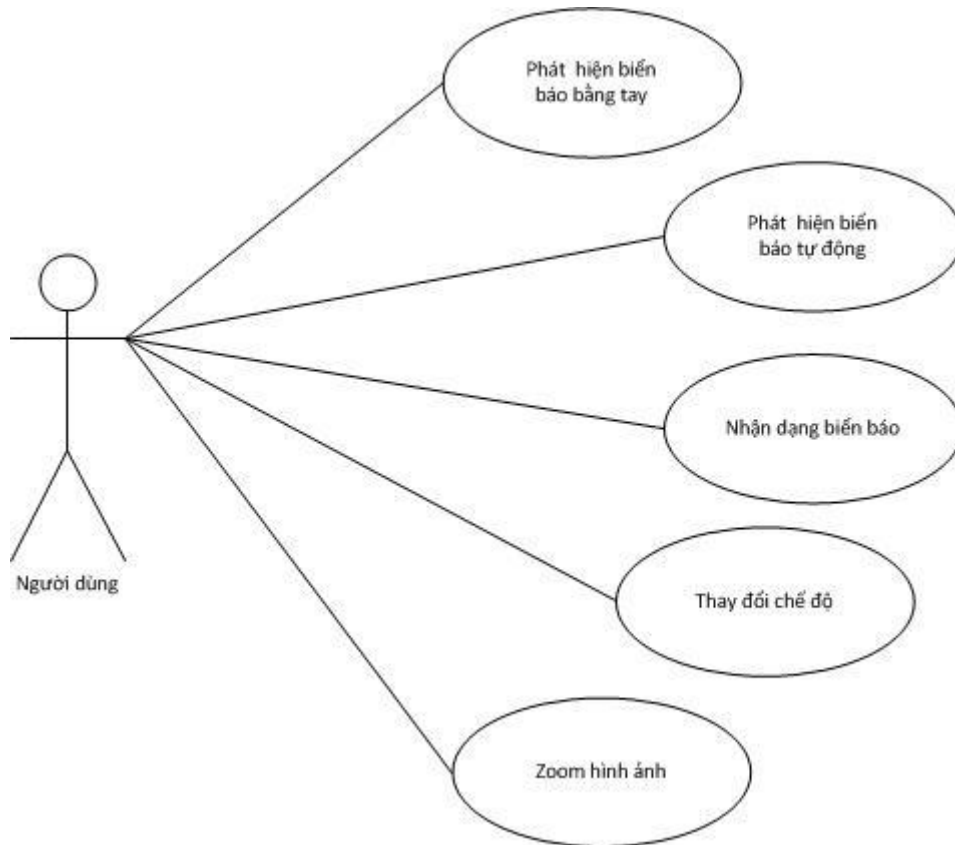 Phát hiện biển
báo bằng tay
Phát hiện biển
báo tự động
Nhận dạng biển báo
Người dùng
Thay đổi chế độ
Zoom hình ảnh